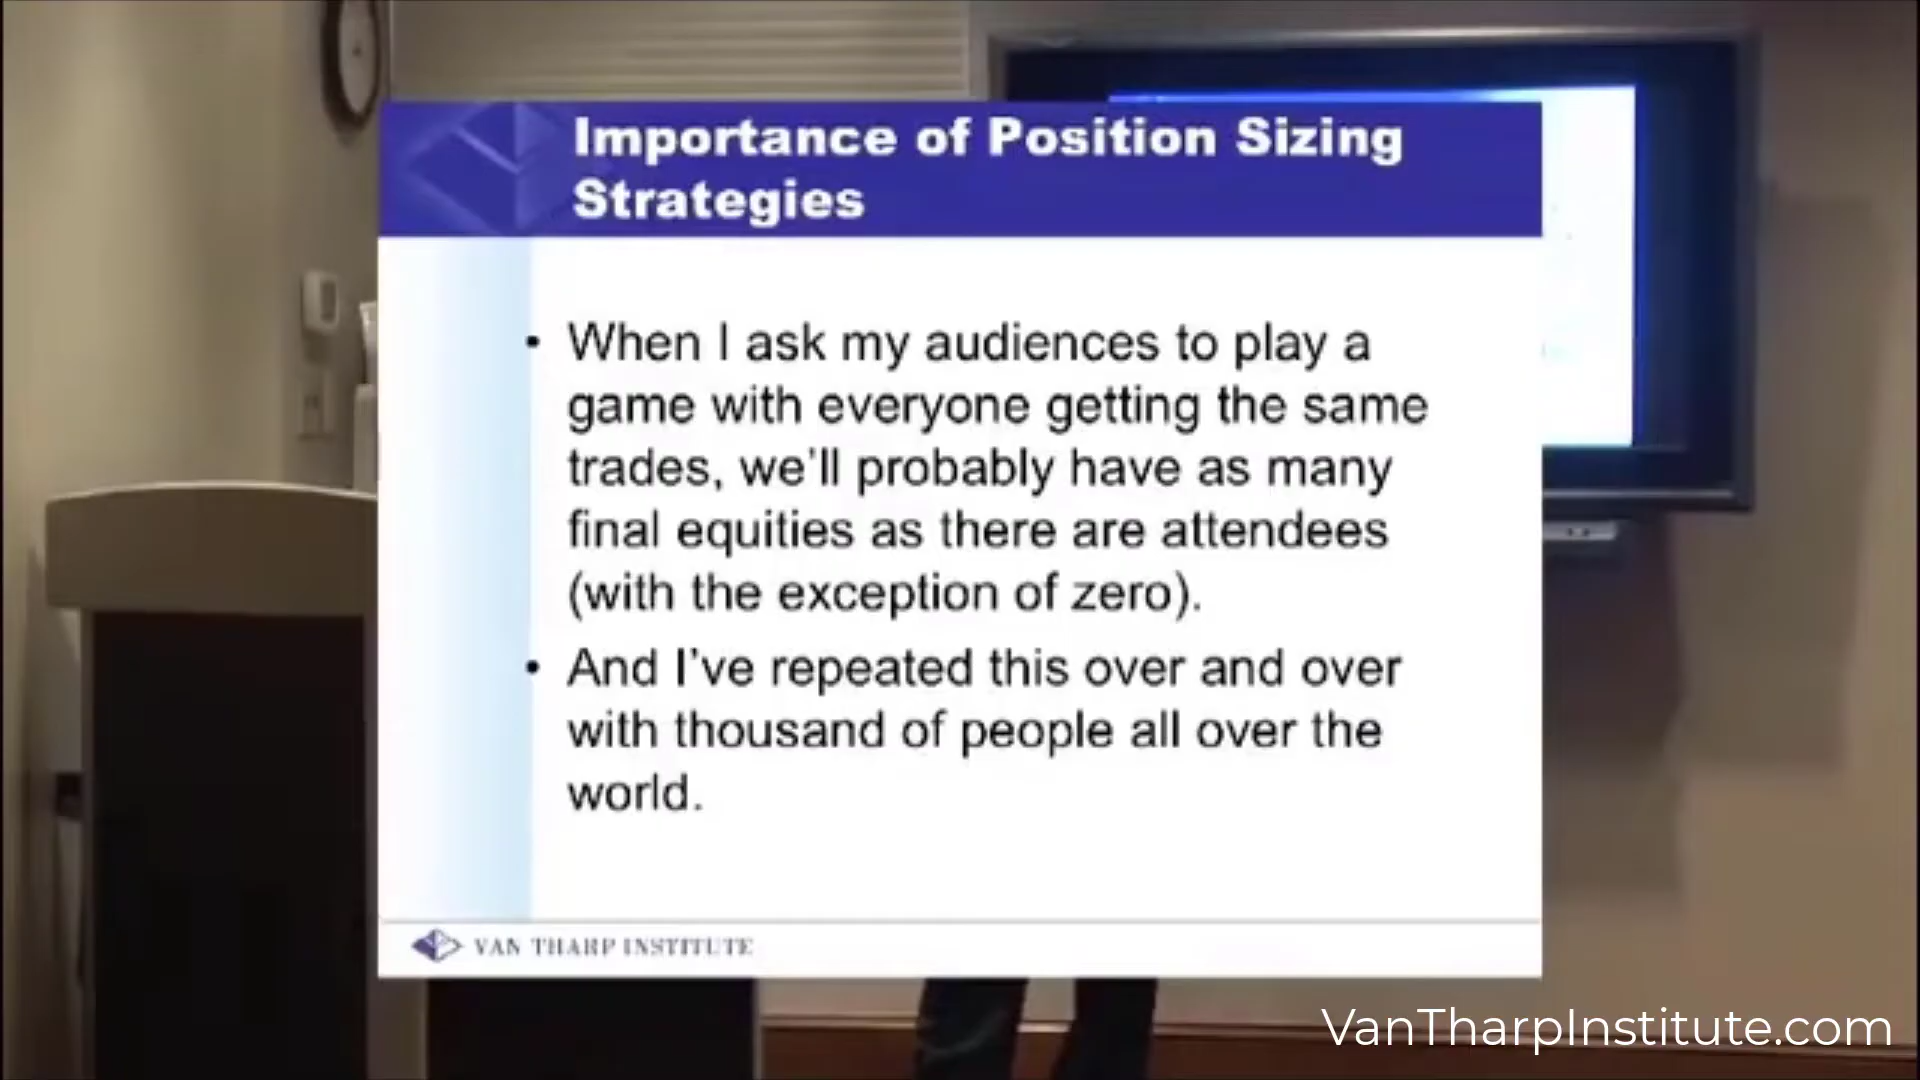 Importance of Position Sizing
Strategies
• When I ask my audiences to play a
game with everyone getting the same
trades, we'll probably have as many
final equities as there are attendees
(with the exception of zero).
• And I've repeated this over and over
with thousand of people all over the
world.
VAN THARP INSTITUTE
VanTharpInstitute.com